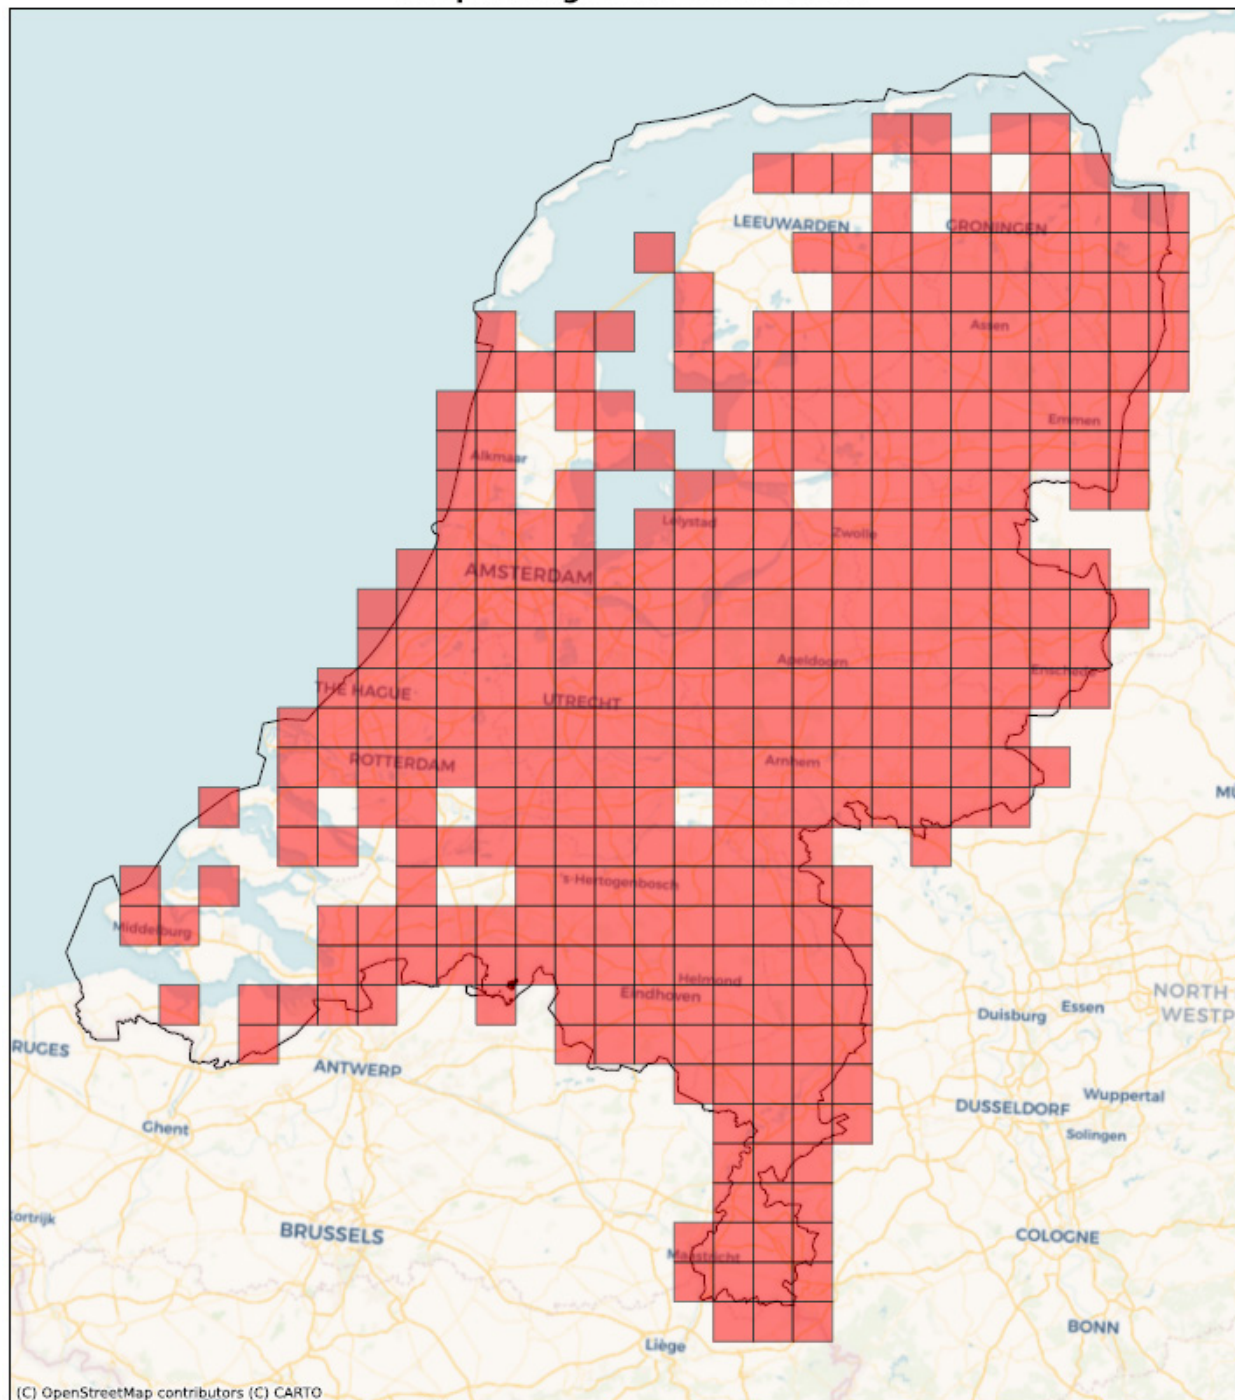 LEEUWARDEN
GRONINGEN
Assen
Emmen
Alkmaar
Lelystad
Zwolle
AMSTERDAM
Apeldoorn
Enschede
THE HAGUE
UTRECHT
ROTTERDAM
Arnhem
's-Hertogenbosch
Middelburg
Helmond
Eindhoven
NORTH
WESTP
Duisburg
Essen
RUGES
ANTWERP
Wuppertal
DUSSELDORF
Solingen
Ghent
ortrijk
BRUSSELS
COLOGNE
Maastricht
BONN
Liège
(C) OpenStreetMap contributors (C) CARTO